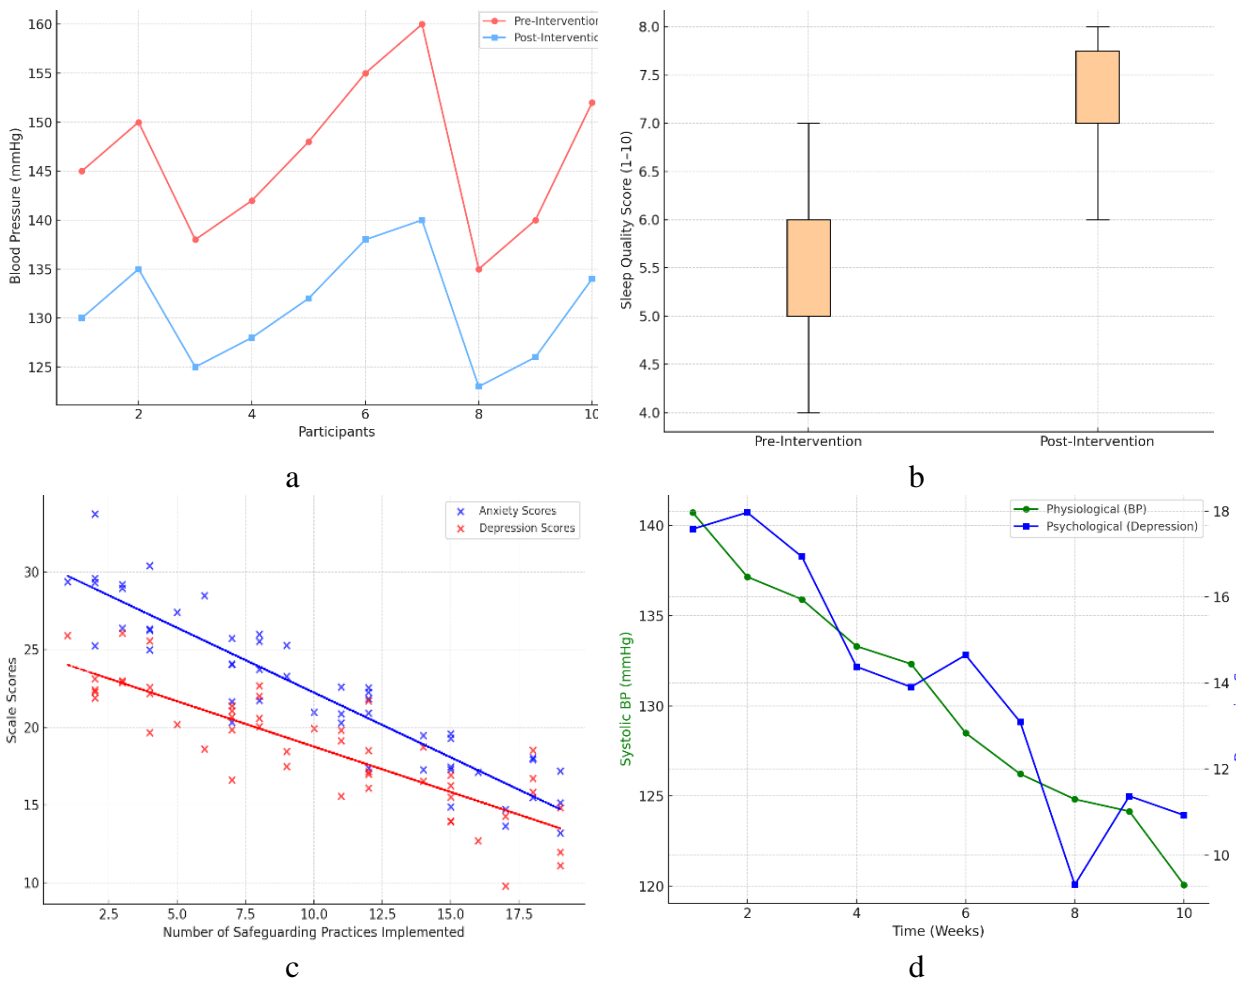 160
155
150
145
140
135
130
125
Blood Pressure (mmHg)
2
4
6
8
10
Participants
Pre-Intervention
Post-Interventic
a
8.0
7.5
7.0
6.5
6.0
5.5
5.0
4.5
4.0
Sleep Quality Score (1–10)
Pre-Intervention
Post-Intervention
b
Anxiety Scores
Depression Scores
30
25
20
15
10
Scale Scores
2.5
5.0
7.5
10.0
12.5
15.0
17.5
Number of Safeguarding Practices Implemented
c
Physiological (BP)
Psychological (Depression)
140
135
130
125
120
Systolic BP (mmHg)
18
16
14
12
10
2
4
6
8
10
Time (Weeks)
d